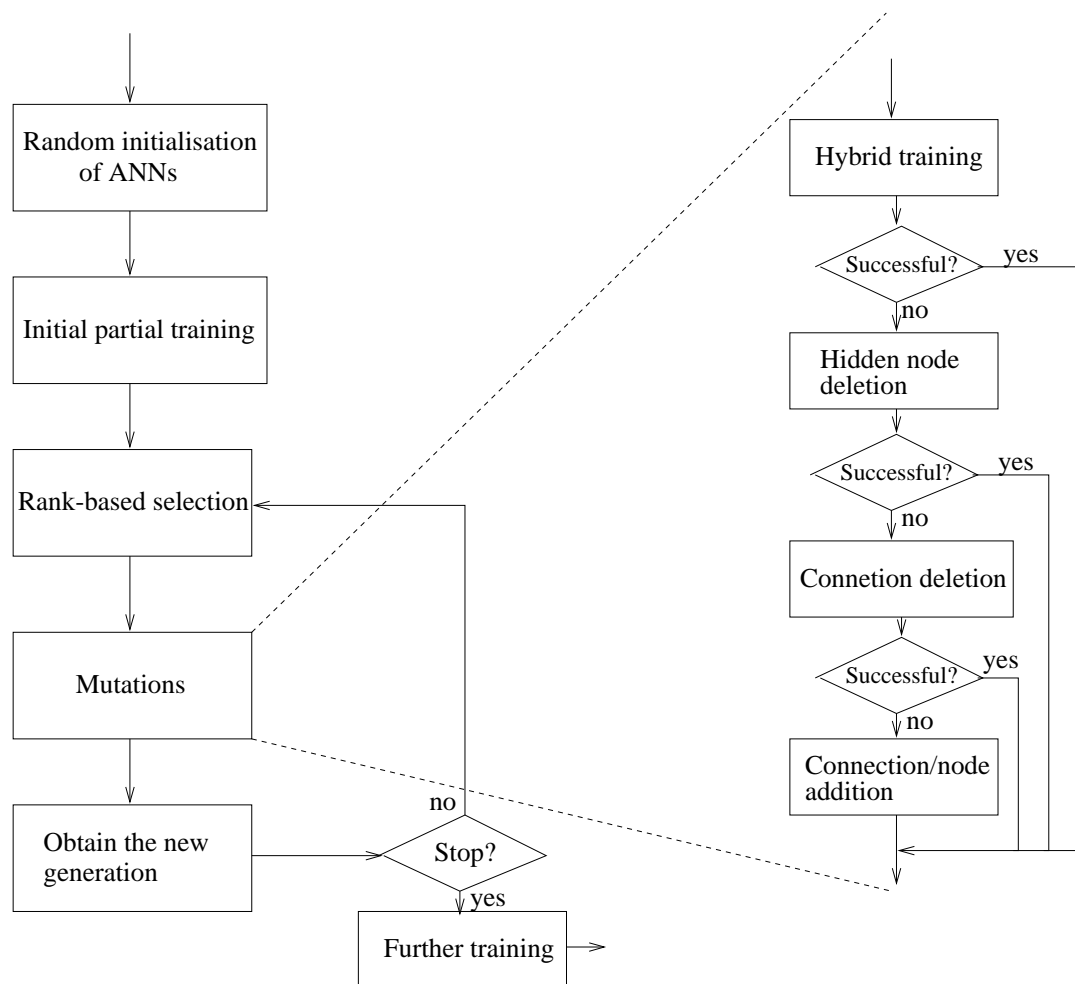 Random initialisation
of ANNs
Initial partial training
Rank-based selection
Mutations
Obtain the new
generation
no
Stop?
yes
Further training
Hybrid training
Successful?
yes
no
Hidden node
deletion
Successful?
yes
no
Connetion deletion
Successful?
yes
no
Connection/node
addition